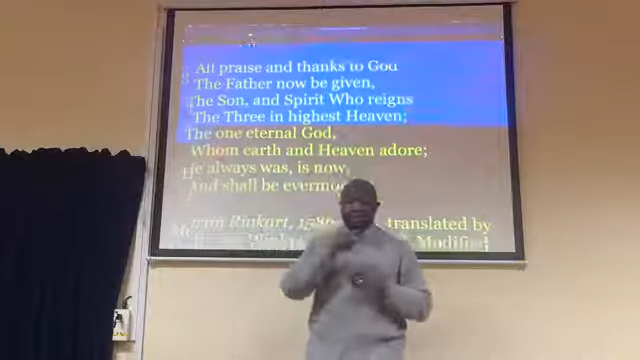 All praise and thanks to God
The Father now be given,
The Son, and Spirit Who reigns
The Three in highest Heaven;
The one eternal God,
Whom earth and Heaven adore;
always was, is now,
And shall be
Rinkart, translated by